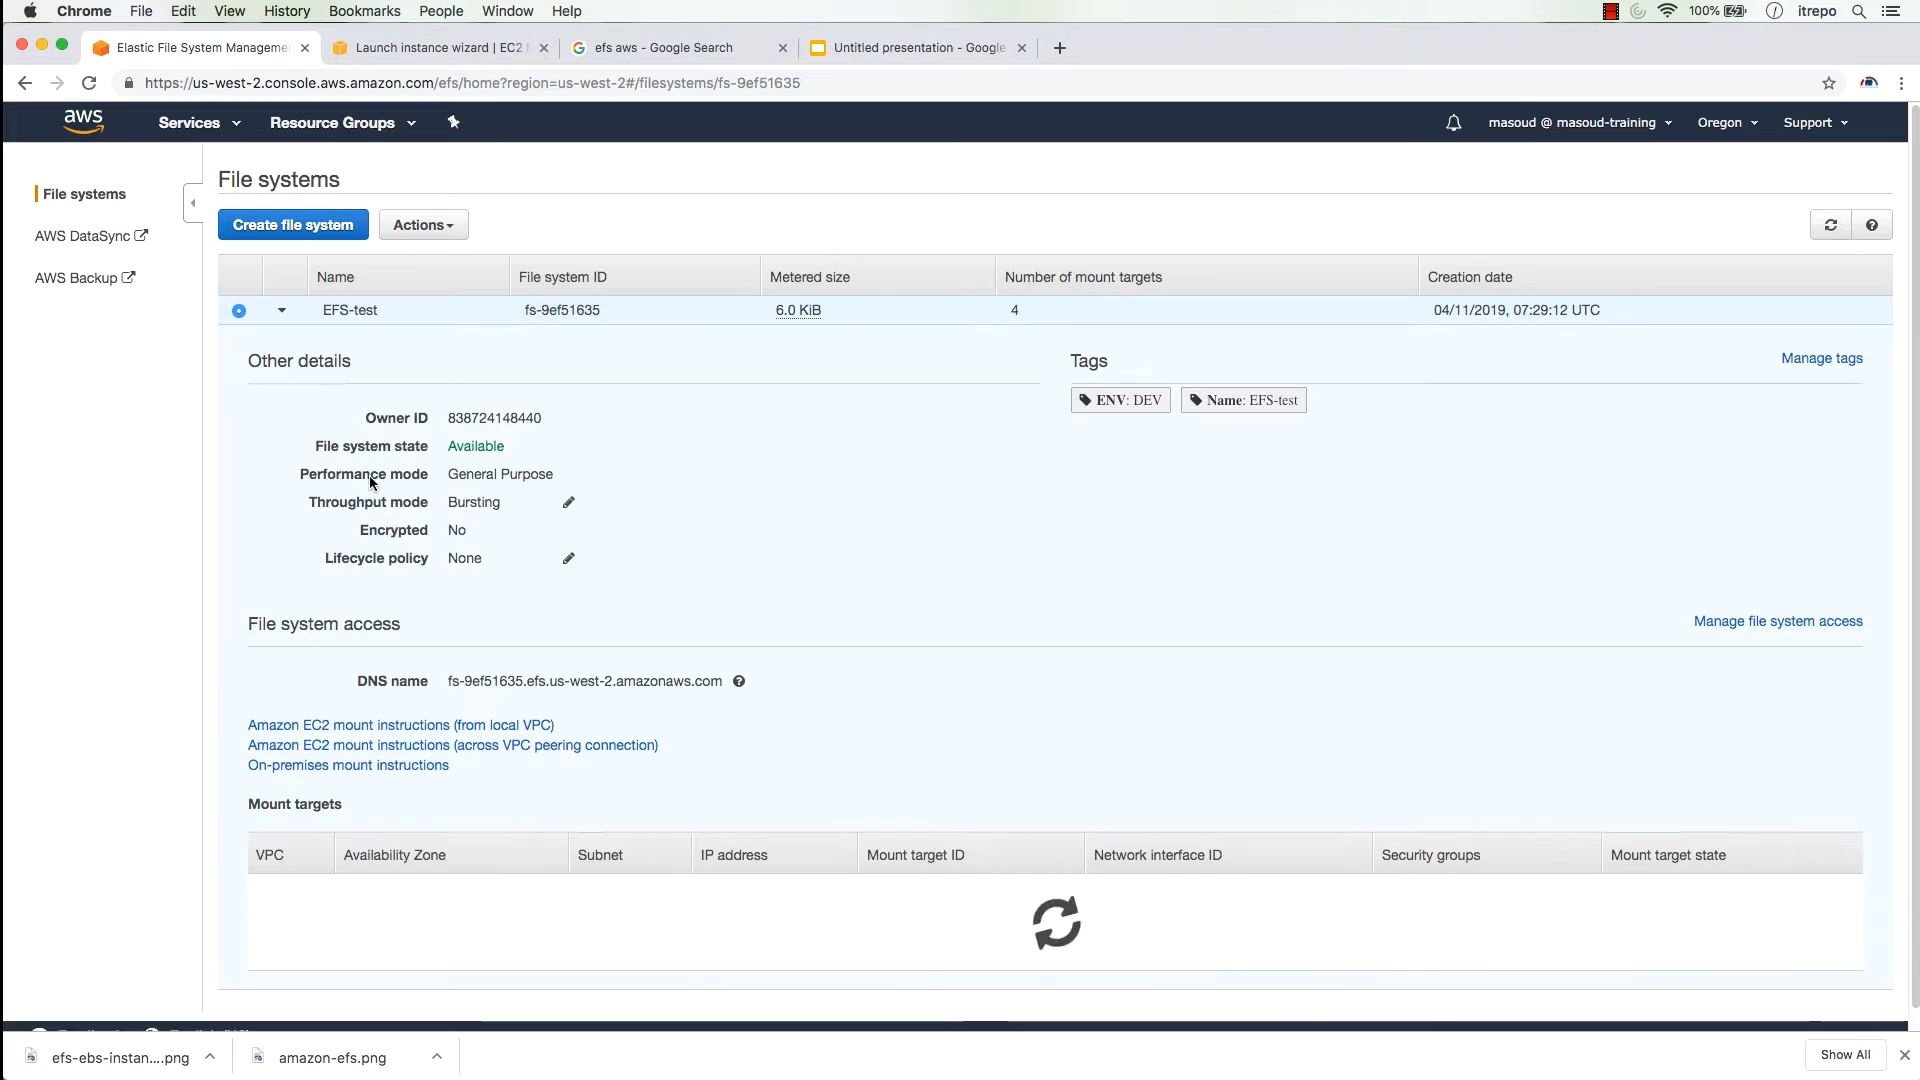 Chrome File Edit View History Bookmarks People Window Help 100% itrepo
Elastic File System Manageme Launch instance wizard | EC2 efs aws - Google Search Untitled presentation - Google
https://us-west-2.console.aws.amazon.com/efs/home?region=us-west-2#/filesystems/fs-9ef51635
aws Services Resource Groups masoud @ masoud-training Oregon Support
File systems
AWS DataSync
AWS Backup
File systems
Create file system Actions
Name File system ID Metered size Number of mount targets Creation date
EFS-test fs-9ef51635 6.0 KiB 4 04/11/2019, 07:29:12 UTC
Other details
Owner ID 838724148440
File system state Available
Performance mode General Purpose
Throughput mode Bursting
Encrypted No
Lifecycle policy None
Tags Manage tags
ENV: DEV Name: EFS-test
File system access Manage file system access
DNS name fs-9ef51635.efs.us-west-2.amazonaws.com
Amazon EC2 mount instructions (from local VPC)
Amazon EC2 mount instructions (across VPC peering connection)
On-premises mount instructions
Mount targets
VPC Availability Zone Subnet IP address Mount target ID Network interface ID Security groups Mount target state
efs-ebs-instan....png amazon-efs.png Show All